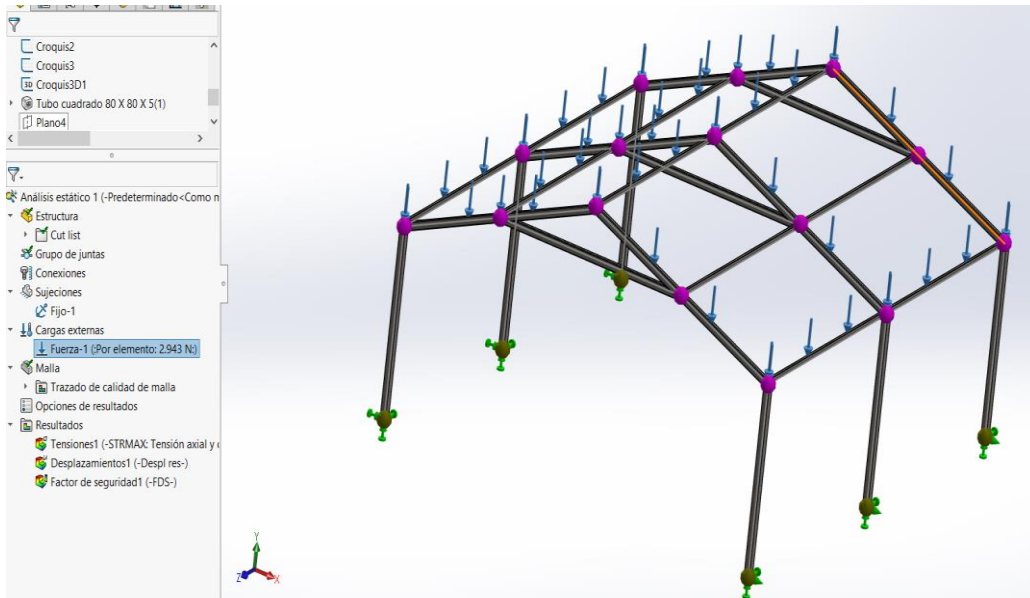 Croquis2
Croquis3
3D Croquis3D1
Tubo cuadrado 80 X 80 X 5(1)
Plano4
Análisis estático 1 (-Predeterminado<Como
Estructura
Cut list
Grupo de juntas
Conexiones
Sujeciones
Fijo-1
Cargas externas
Fuerza-1 (:Por elemento: 2.943 N:)
Malla
Trazado de calidad de malla
Opciones de resultados
Resultados
Tensiones1 (-STRMAX: Tensión axial y
Desplazamientos1 (-Despl res-)
Factor de seguridad1 (-FDS-)
Y
Z
X